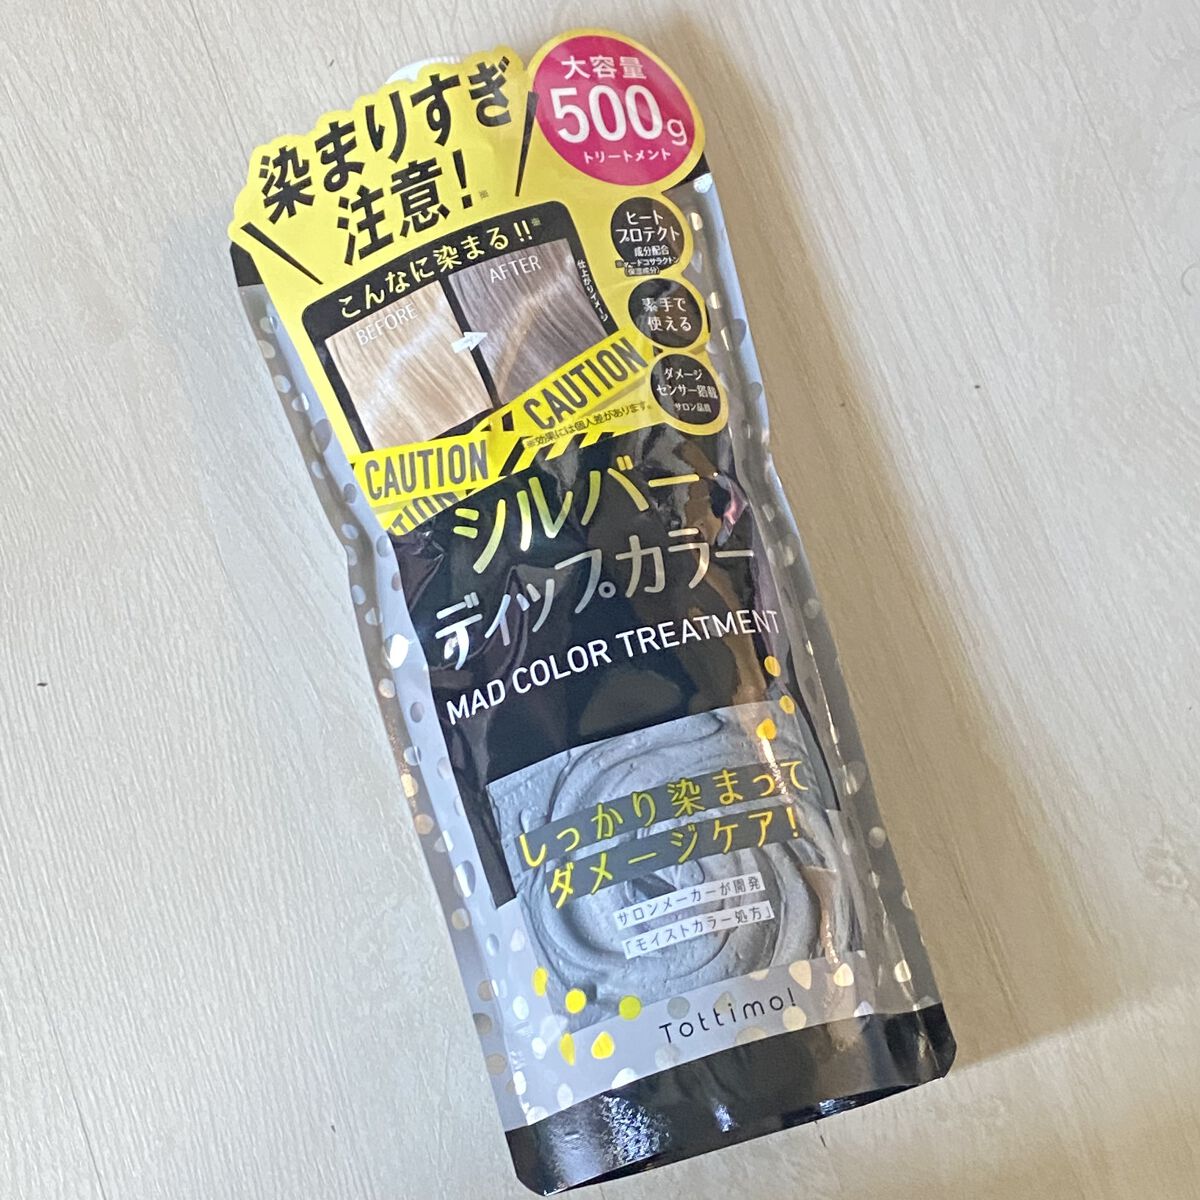 染まりすぎ
注意!※
大容量
500g
トリートメント
こんなに染まる!!※
BEFORE
AFTER
仕上がりイメージ
ヒート
プロテクト
成分配合
(保湿成分)
素手で
使える
ダメージ
センサー搭載
サロン品質
CAUTION
CAUTION
※効果には個人差があります。
シルバー
ディップカラー
MAD COLOR TREATMENT
しっかり染まって
ダメージケア!
サロンメーカーが開発
「モイストカラー処方」
Tottimo!